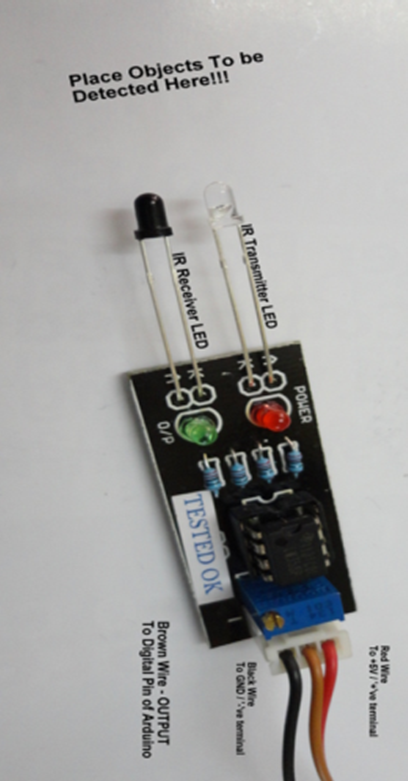 Place Objects To be
Detected Here!!!
IR Receiver LED
IR Transmitter LED
A
K
K
A
POWER
O/P
TESTED OK
Brown Wire - OUTPUT
To Digital Pin of Arduino
Black Wire
To GND / '-'ve terminal
Red Wire
To +5V / '+'ve terminal